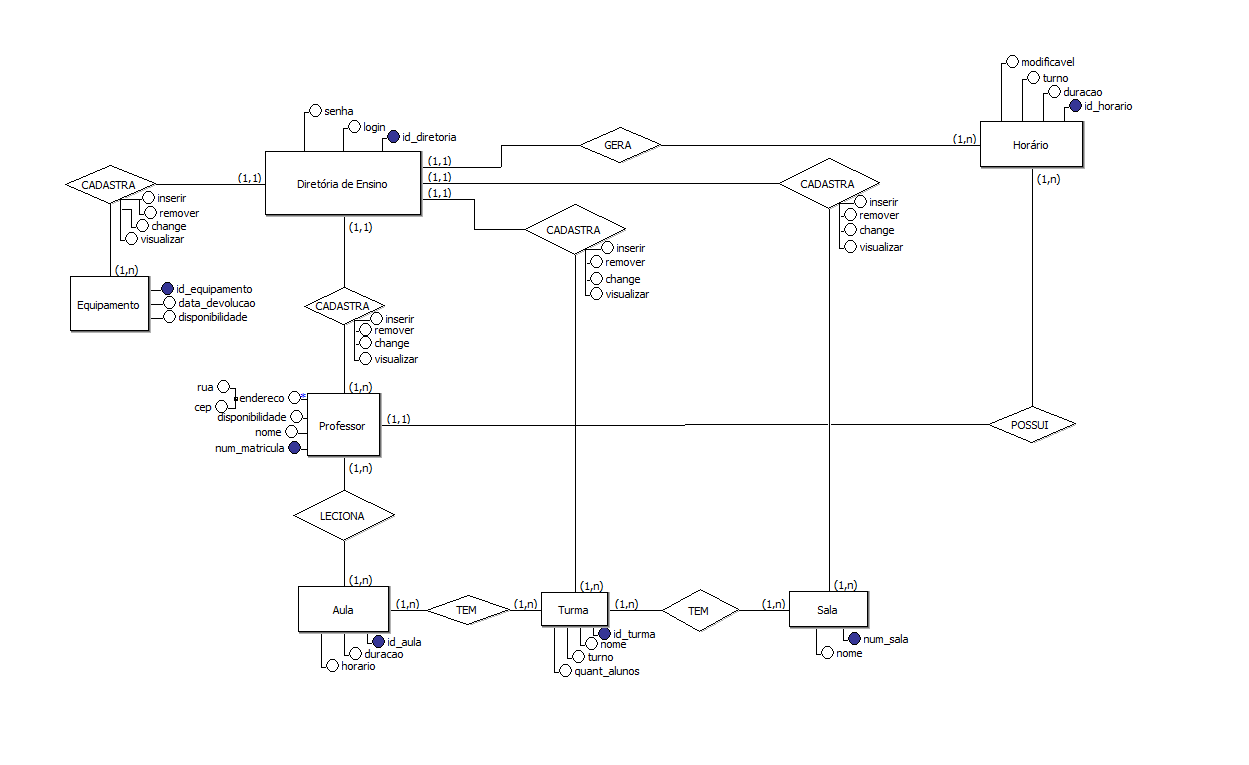 modificavel
turno
duracao
id_horario
senha
login
id_diretoria
GERA
(1,n)
Horário
(1,1)
(1,1)
(1,1)
(1,1)
Diretória de Ensino
CADASTRA
inserir
remover
change
visualizar
CADASTRA
inserir
remover
change
visualizar
(1,n)
(1,1)
CADASTRA
inserir
remover
change
visualizar
(1,n)
Equipamento
id_equipamento
data_devolucao
disponibilidade
CADASTRA
inserir
remover
change
visualizar
(1,n)
rua
cep
endereco *
disponibilidade
nome
num_matricula
Professor
(1,1)
POSSUI
(1,n)
LECIONA
(1,n)
Aula
(1,n)
TEM
(1,n)
(1,n)
Turma
(1,n)
TEM
(1,n)
(1,n)
Sala
id_aula
duracao
horario
id_turma
nome
turno
quant_alunos
num_sala
nome